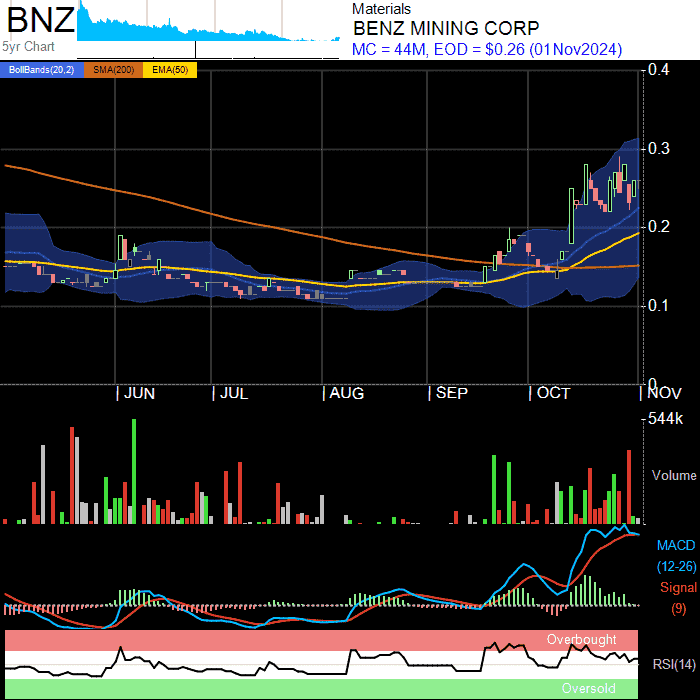 BNZ
5yr Chart
Materials
BENZ MINING CORP
MC = 44M, EOD = $0.26 (01Nov2024)
BollBands(20,2) SMA(200) EMA(50)
0.4
0.3
0.2
0.1
0
JUN JUL AUG SEP OCT NOV
544k
Volume
MACD
(12-26)
Signal
(9)
Overbought
RSI(14)
Oversold